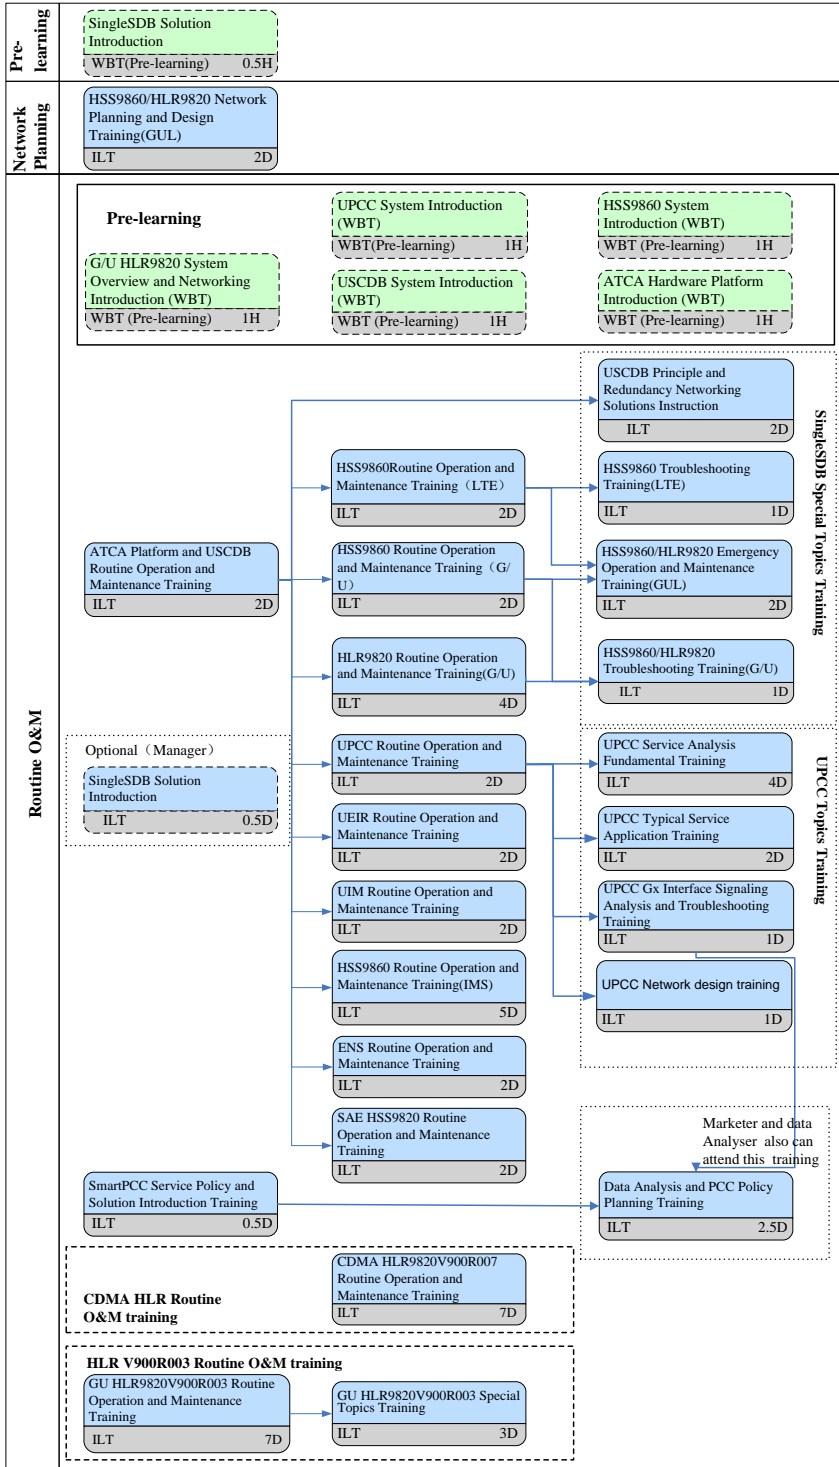 Pre-
learning
SingleSDB Solution
Introduction
WBT(Pre-learning) 0.5H
Network
Planning
HSS9860/HLR9820 Network
Planning and Design
Training(GUL)
ILT 2D
Routine O&M
Pre-learning
UPCC System Introduction
(WBT)
WBT(Pre-learning) 1H
HSS9860 System
Introduction (WBT)
WBT (Pre-learning) 1H
G/U HLR9820 System
Overview and Networking
Introduction (WBT)
WBT (Pre-learning) 1H
USCDB System Introduction
(WBT)
WBT (Pre-learning) 1H
ATCA Hardware Platform
Introduction (WBT)
WBT (Pre-learning) 1H
SingleSDB Special Topics Training
USCDB Principle and
Redundancy Networking
Solutions Instruction
ILT 2D
HSS9860Routine Operation and
Maintenance Training（LTE）
ILT 2D
HSS9860 Troubleshooting
Training(LTE)
ILT 1D
ATCA Platform and USCDB
Routine Operation and
Maintenance Training
ILT 2D
HSS9860 Routine Operation
and Maintenance Training（G/
U）
ILT 2D
HSS9860/HLR9820 Emergency
Operation and Maintenance
Training(GUL)
ILT 2D
HLR9820 Routine Operation
and Maintenance Training(G/U)
ILT 4D
HSS9860/HLR9820
Troubleshooting Training(G/U)
ILT 1D
Optional（Manager）
SingleSDB Solution
Introduction
ILT 0.5D
UPCC Routine Operation and
Maintenance Training
ILT 2D
UPCC Topics Training
UPCC Service Analysis
Fundamental Training
ILT 4D
UEIR Routine Operation and
Maintenance Training
ILT 2D
UPCC Typical Service
Application Training
ILT 2D
UIM Routine Operation and
Maintenance Training
ILT 2D
UPCC Gx Interface Signaling
Analysis and Troubleshooting
Training
ILT 1D
HSS9860 Routine Operation and
Maintenance Training(IMS)
ILT 5D
UPCC Network design training
ILT 1D
ENS Routine Operation and
Maintenance Training
ILT 2D
SAE HSS9820 Routine
Operation and Maintenance
Training
ILT 2D
Marketer and data
Analyser also can
attend this training
SmartPCC Service Policy and
Solution Introduction Training
ILT 0.5D
Data Analysis and PCC Policy
Planning Training
ILT 2.5D
CDMA HLR Routine
O&M training
CDMA HLR9820V900R007
Routine Operation and
Maintenance Training
ILT 7D
HLR V900R003 Routine O&M training
GU HLR9820V900R003 Routine
Operation and Maintenance
Training
ILT 7D
GU HLR9820V900R003 Special
Topics Training
ILT 3D